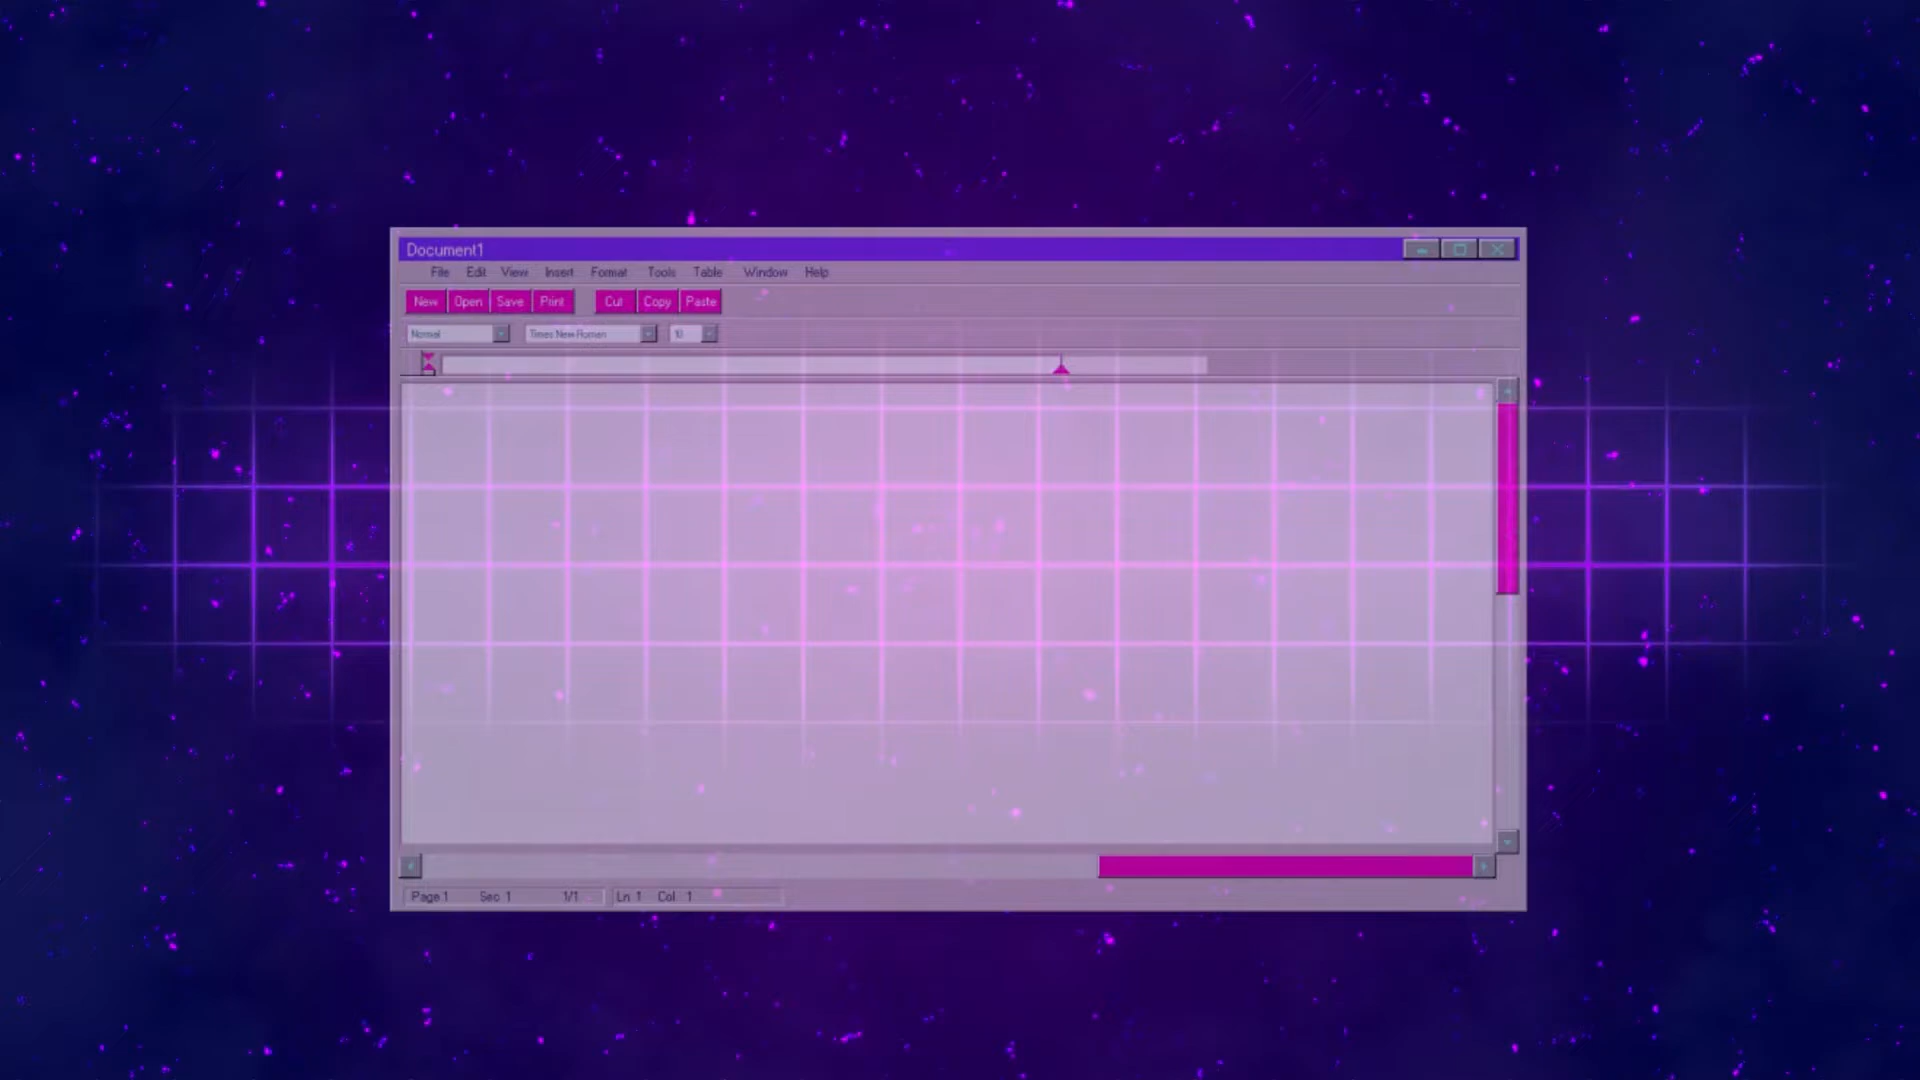 Document1
File Edit View Insert Format Tools Table Window Help
New Open Save Print Cut Copy Paste
Normal Times New Roman 10
Page 1 Sec 1 1/1 Ln 1 Col 1